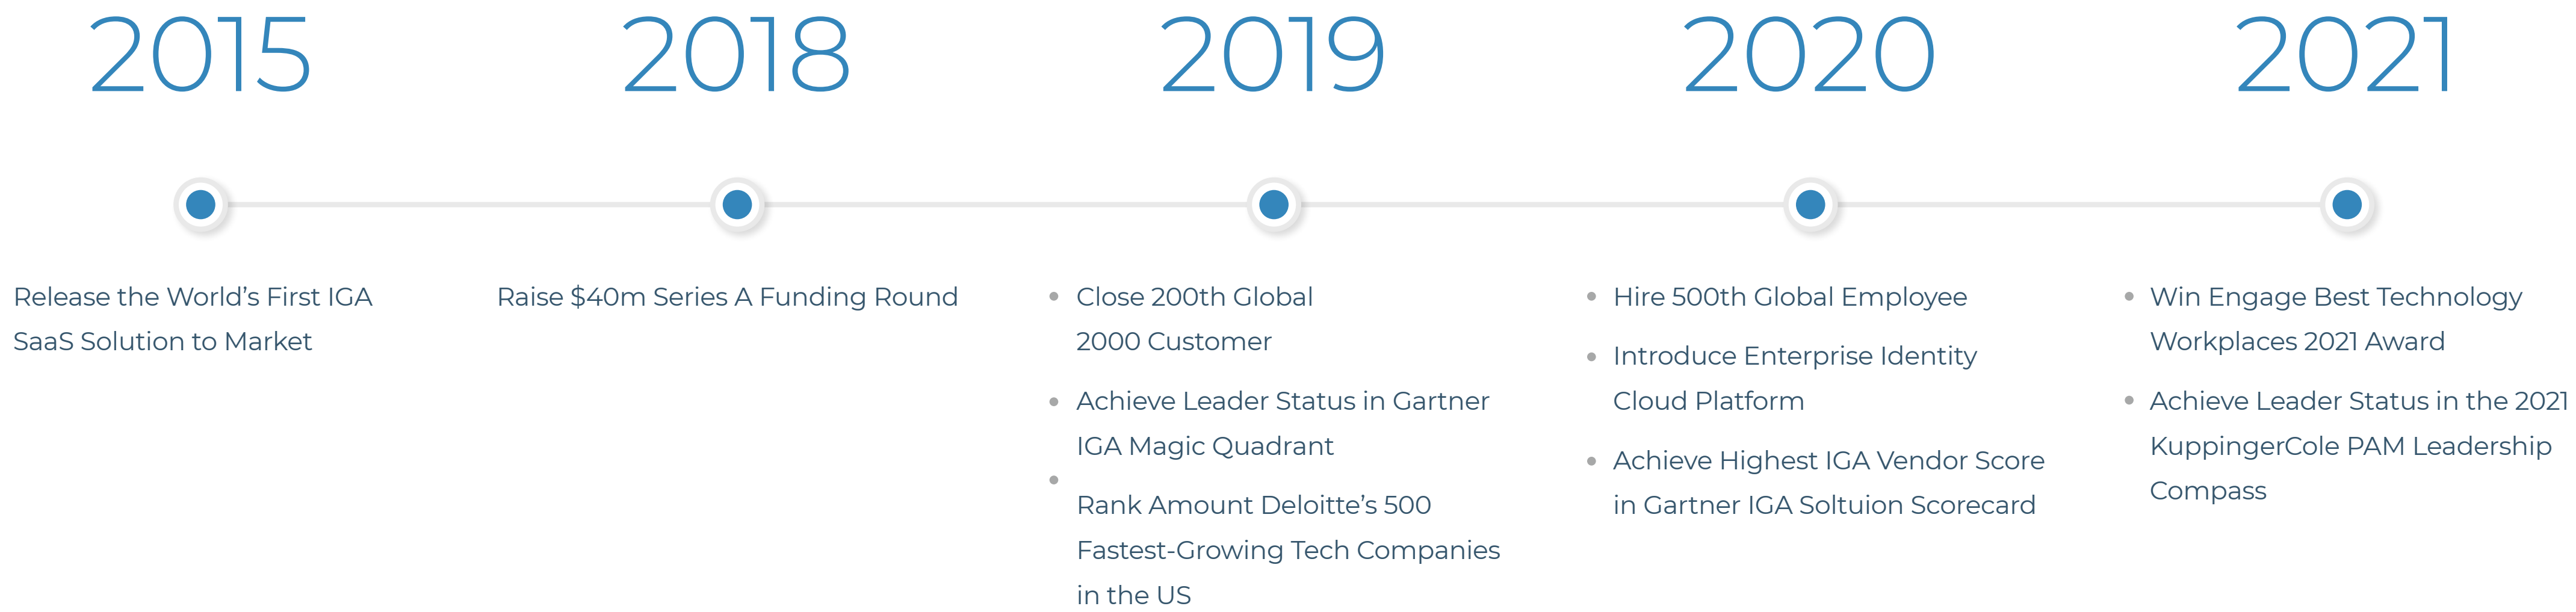 2015
Release the World’s First IGA
SaaS Solution to Market
2018
Raise $40m Series A Funding Round
2019
Close 200th Global
2000 Customer
Achieve Leader Status in Gartner
IGA Magic Quadrant
Rank Amount Deloitte’s 500
Fastest-Growing Tech Companies
in the US
2020
Hire 500th Global Employee
Introduce Enterprise Identity
Cloud Platform
Achieve Highest IGA Vendor Score
in Gartner IGA Soltuion Scorecard
2021
Win Engage Best Technology
Workplaces 2021 Award
Achieve Leader Status in the 2021
KuppingerCole PAM Leadership
Compass